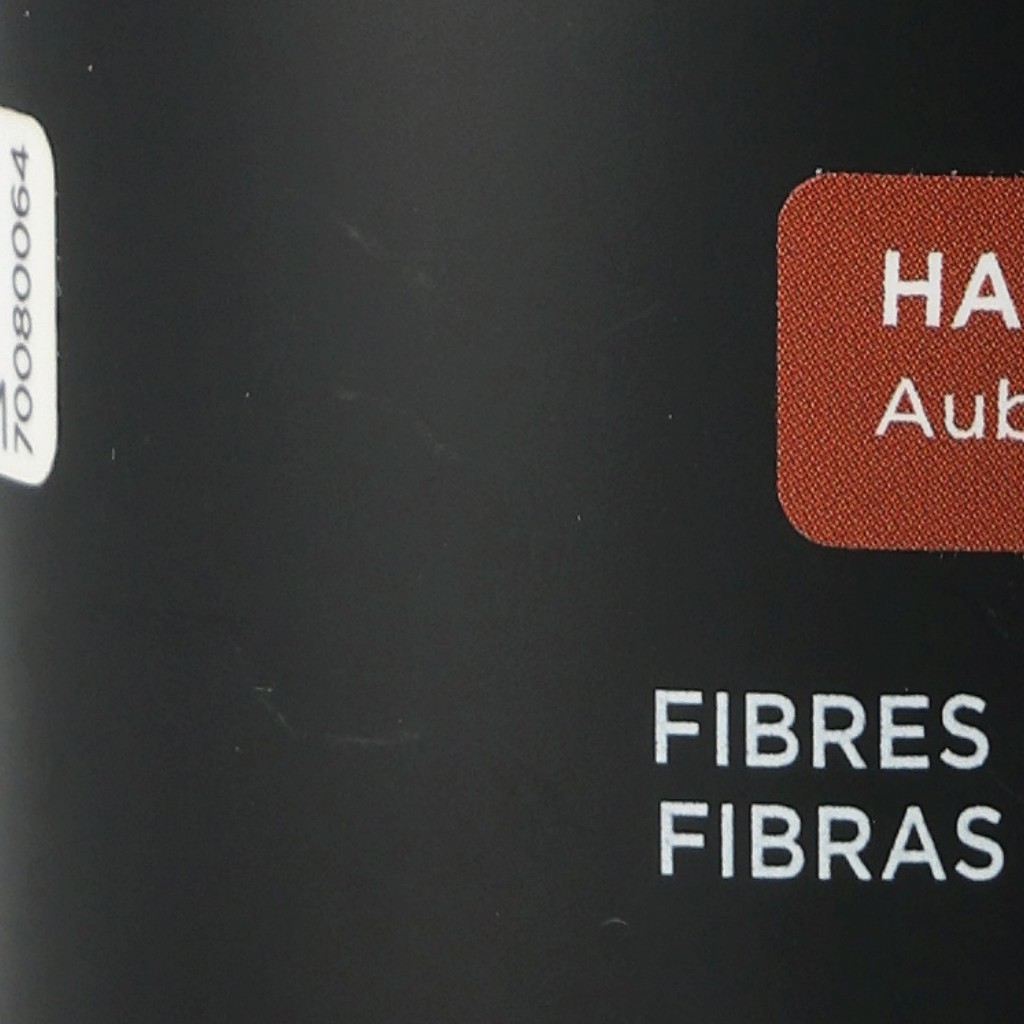 70080064
HA
Aub
FIBRES
FIBRAS